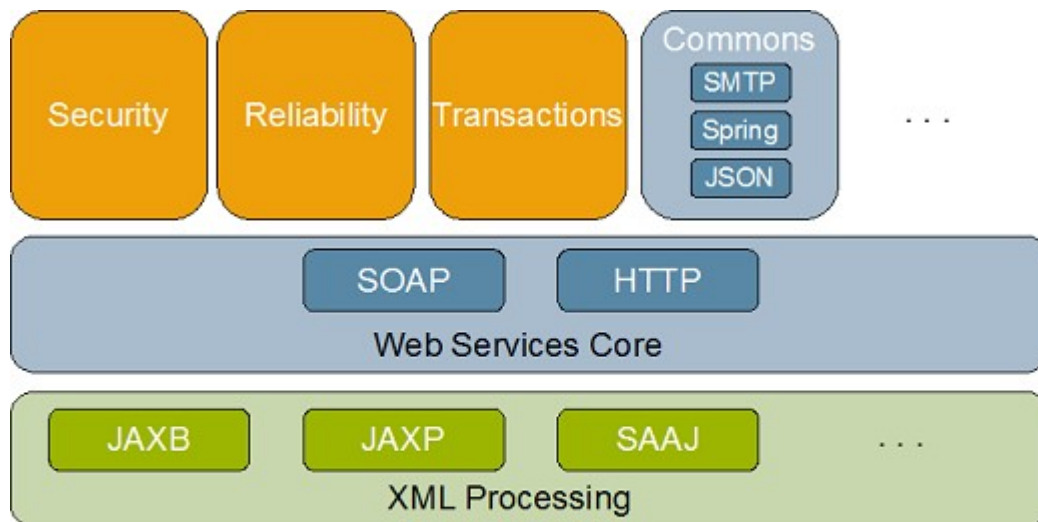 Security
Reliability
Transactions
Commons
SMTP
Spring
JSON
. . .
SOAP
HTTP
Web Services Core
JAXB
JAXP
SAAJ
. . .
XML Processing